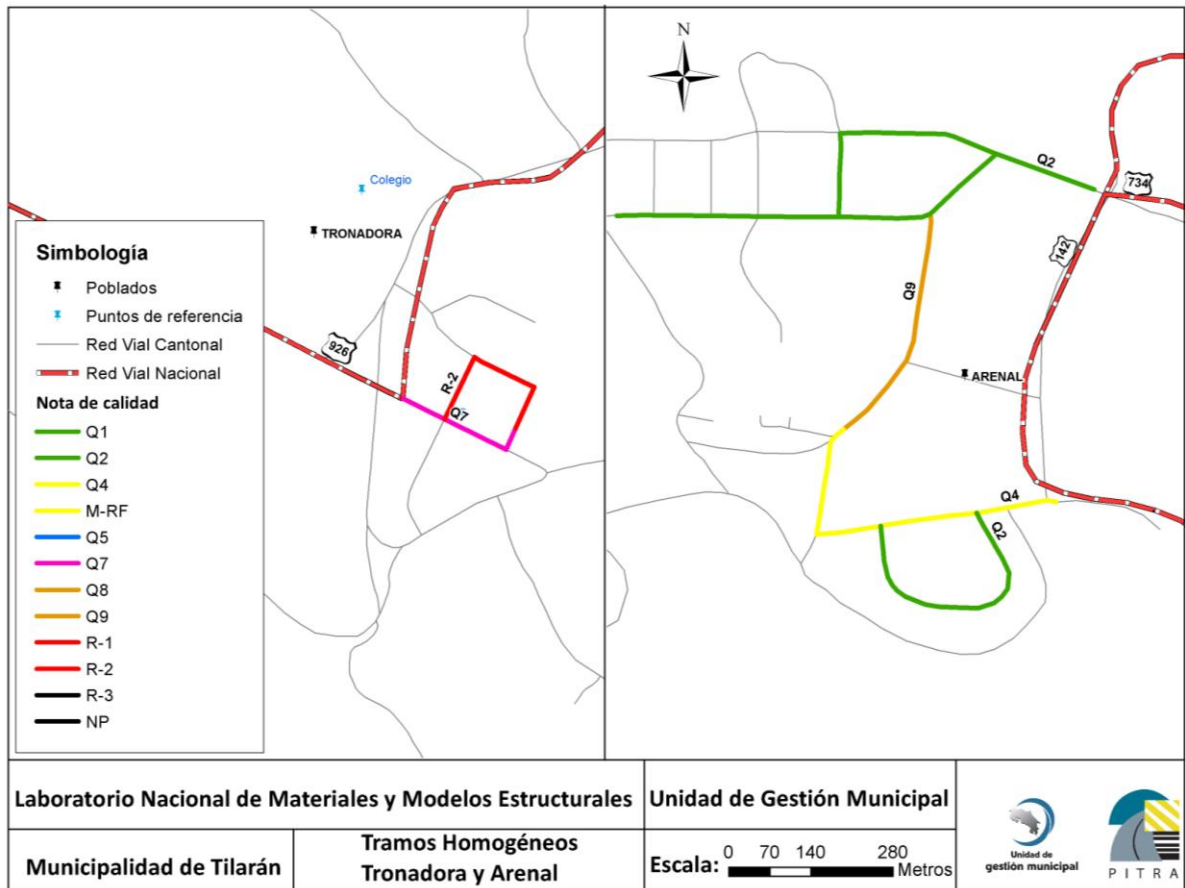 Colegio
TRONADORA
926
R-2
Q7
Simbología
Poblados
Puntos de referencia
Red Vial Cantonal
Red Vial Nacional
Nota de calidad
Q1
Q2
Q4
M-RF
Q5
Q7
Q8
Q9
R-1
R-2
R-3
NP
N
Q2
734
142
Q9
ARENAL
Q4
Q2
Laboratorio Nacional de Materiales y Modelos Estructurales
Unidad de Gestión Municipal
Municipalidad de Tilarán
Tramos Homogéneos
Tronadora y Arenal
Escala: 0 70 140 280 Metros
Unidad de
gestión municipal
PITRA